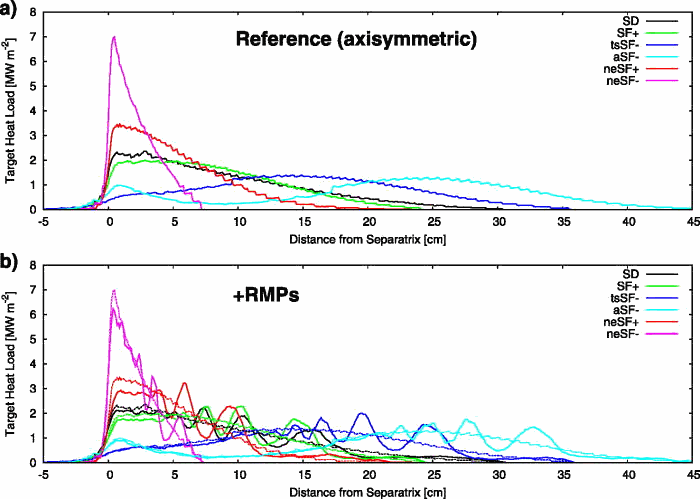 a)
Reference (axisymmetric)
SD
SF+
tsSF-
aSF-
neSF+
neSF-
Target Heat Load [MW m-2]
8
7
6
5
4
3
2
1
0
-5 0 5 10 15 20 25 30 35 40 45
Distance from Separatrix [cm]
b)
+RMPs
SD
SF+
tsSF-
aSF-
neSF+
neSF-
Target Heat Load [MW m-2]
8
7
6
5
4
3
2
1
0
-5 0 5 10 15 20 25 30 35 40 45
Distance from Separatrix [cm]